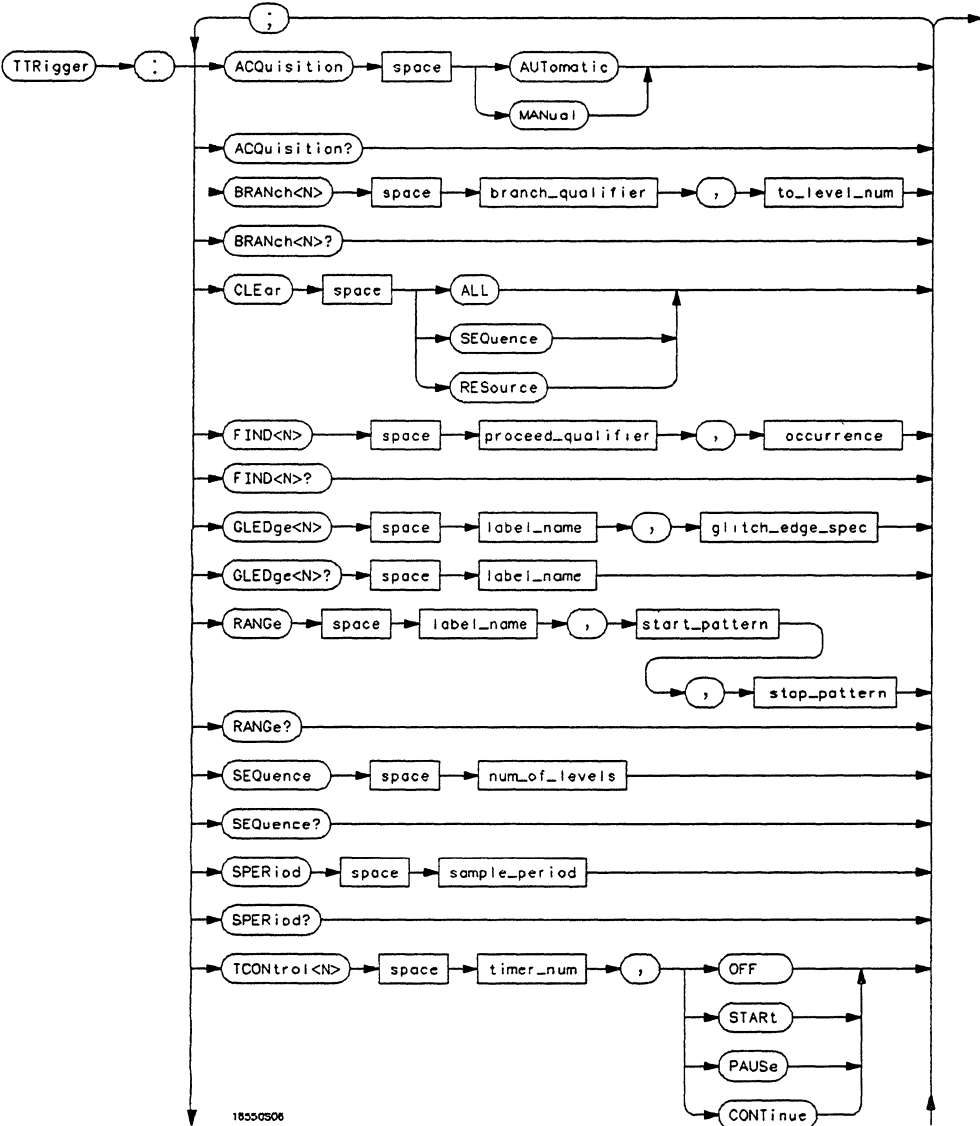 ;
TTRigger : ACQuisition space AUTomatic
MANual
ACQuisition?
BRANch<N> space branch_qualifier , to_level_num
BRANch<N>?
CLEar space ALL
SEQuence
RESource
FIND<N> space proceed_qualifier , occurrence
FIND<N>?
GLEDge<N> space label_name , glitch_edge_spec
GLEDge<N>? space label_name
RANGe space label_name , start_pattern
, stop_pattern
RANGe?
SEQuence space num_of_levels
SEQuence?
SPERiod space sample_period
SPERiod?
TCONtrol<N> space timer_num , OFF
STARt
PAUSe
CONTinue
16550S06